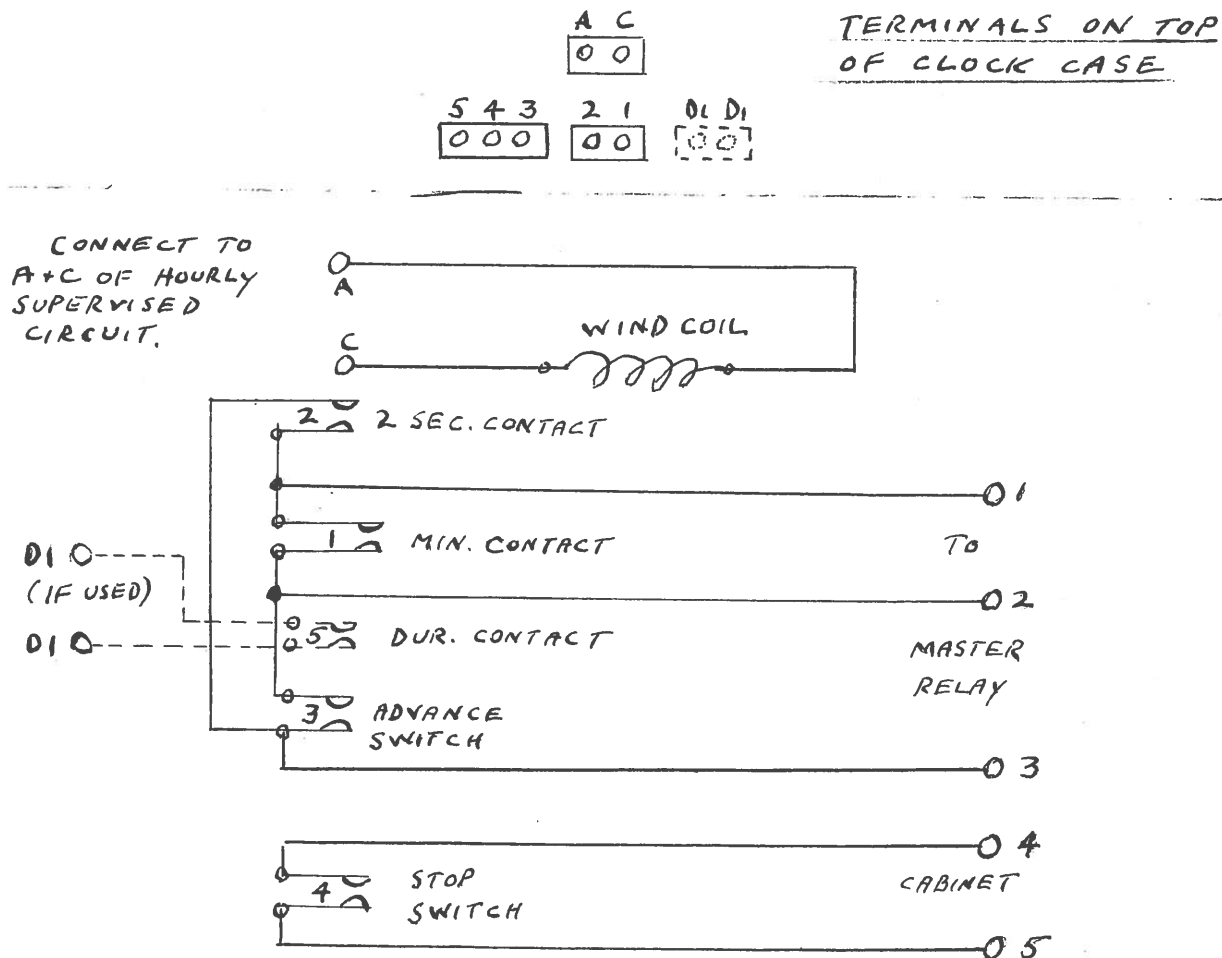 A C
TERMINALS ON TOP
OF CLOCK CASE
5 4 3 2 1 D1 D1
CONNECT TO
A+C OF HOURLY
SUPERVISED
CIRCUIT.
A
WIND COIL
C
2 2 SEC. CONTACT
1
1 MIN. CONTACT
TO
D1
(IF USED)
2
D1
5 DUR. CONTACT
MASTER
RELAY
3 ADVANCE
SWITCH
3
4
4 STOP
SWITCH
CABINET
5